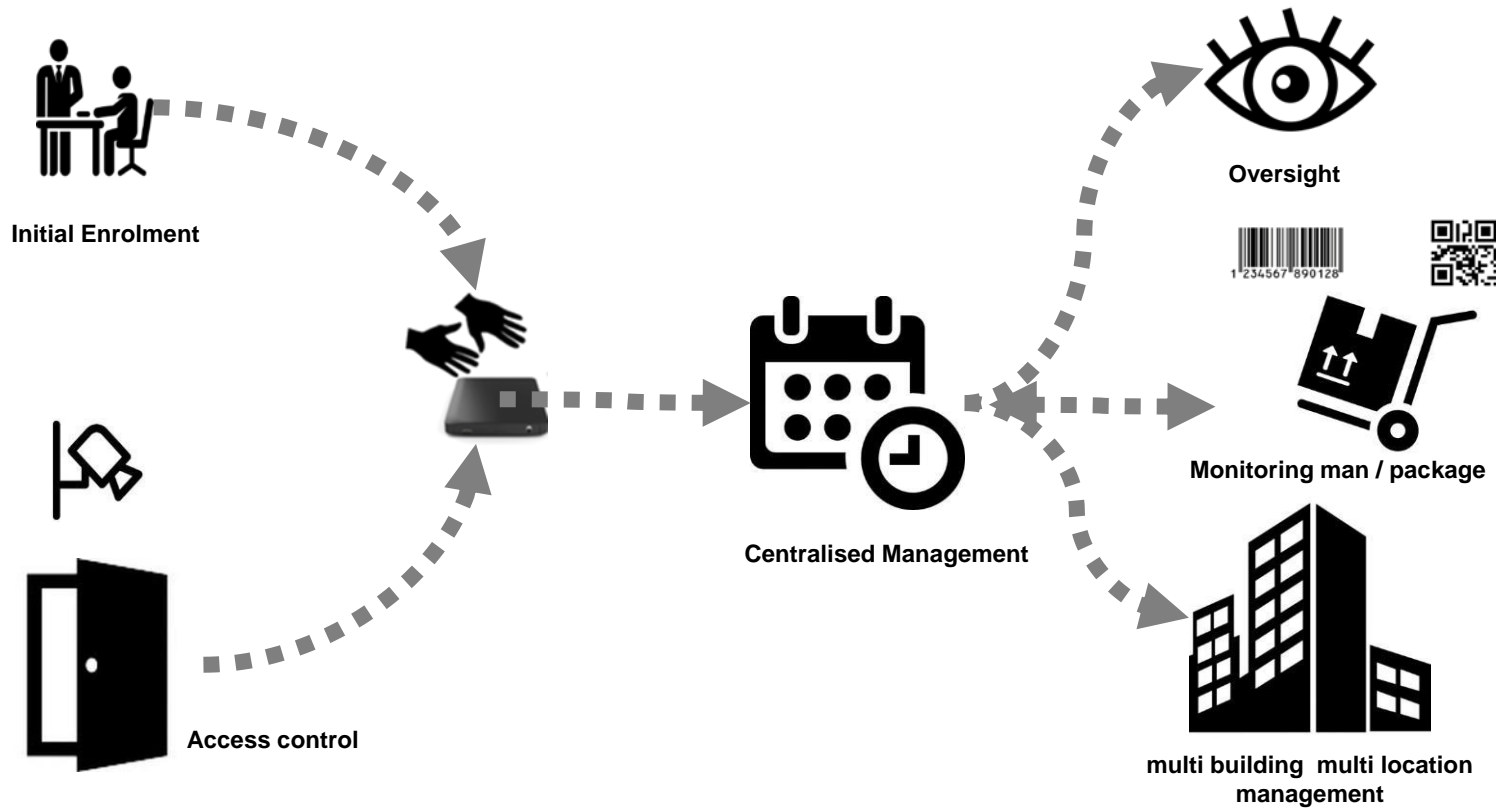 Initial Enrolment
Access control
Centralised Management
Oversight
1 234567 890128
Monitoring man / package
multi building  multi location
management